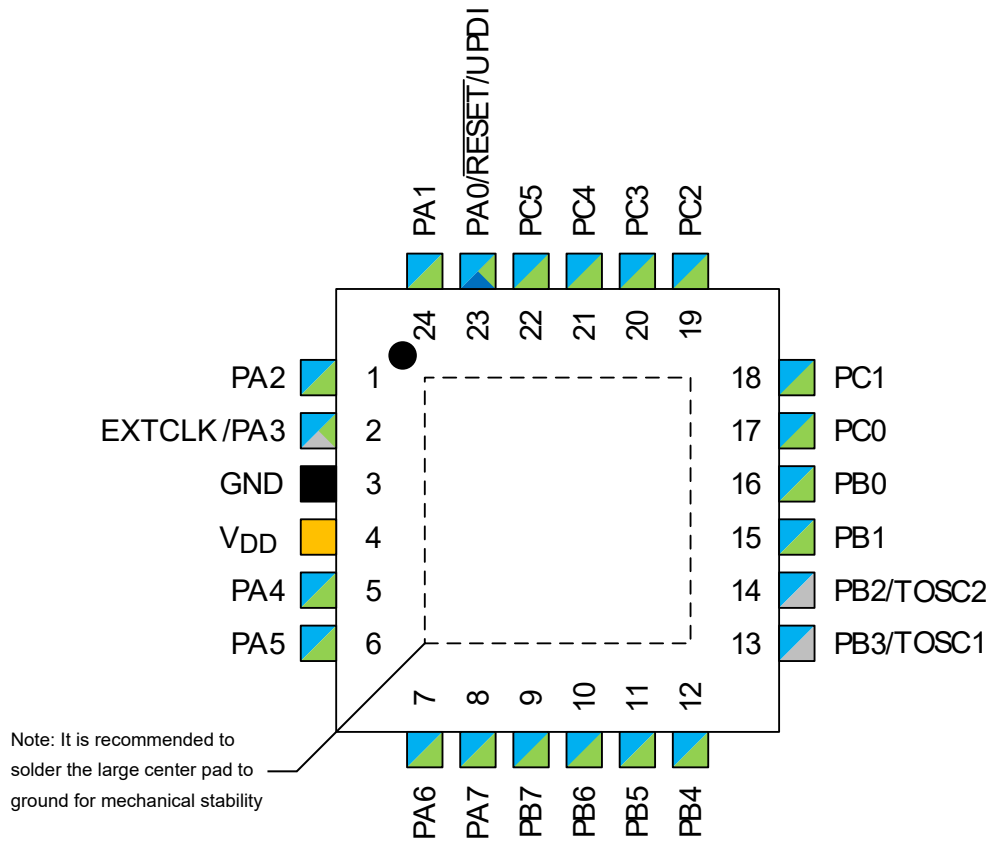 PA1
PA0/RESET/UPDI
PC5
PC4
PC3
PC2
24
23
22
21
20
19
PA2 1
EXTCLK/PA3 2
GND 3
VDD 4
PA4 5
PA5 6
18 PC1
17 PC0
16 PB0
15 PB1
14 PB2/TOSC2
13 PB3/TOSC1
7
8
9
10
11
12
PA6
PA7
PB7
PB6
PB5
PB4
Note: It is recommended to
solder the large center pad to
ground for mechanical stability